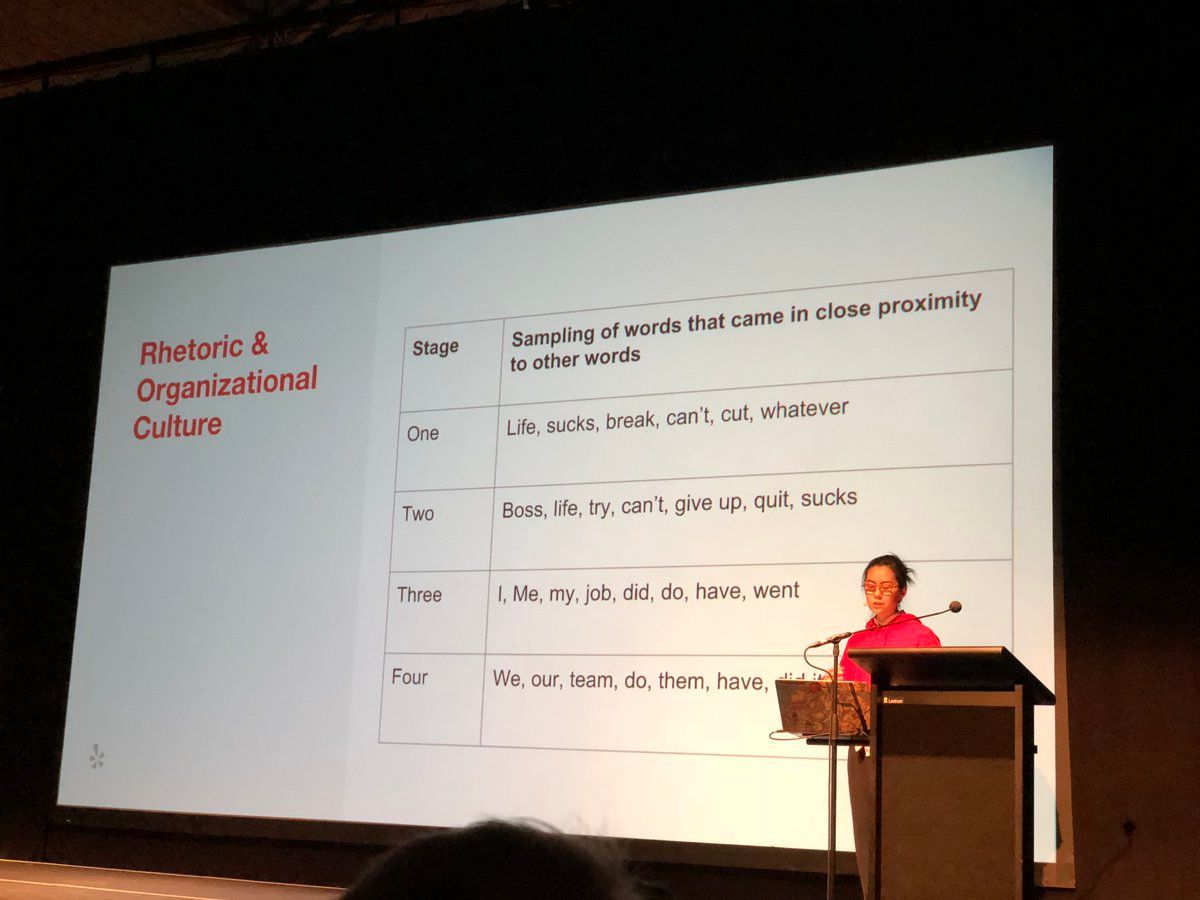 Rhetoric &
Organizational
Culture
Stage
Sampling of words that came in close proximity
to other words
One
Life, sucks, break, can't, cut, whatever
Two
Boss, life, try, can't, give up, quit, sucks
Three
I, Me, my, job, did, do, have, went
Four
We, our, team, do, them, have, did it